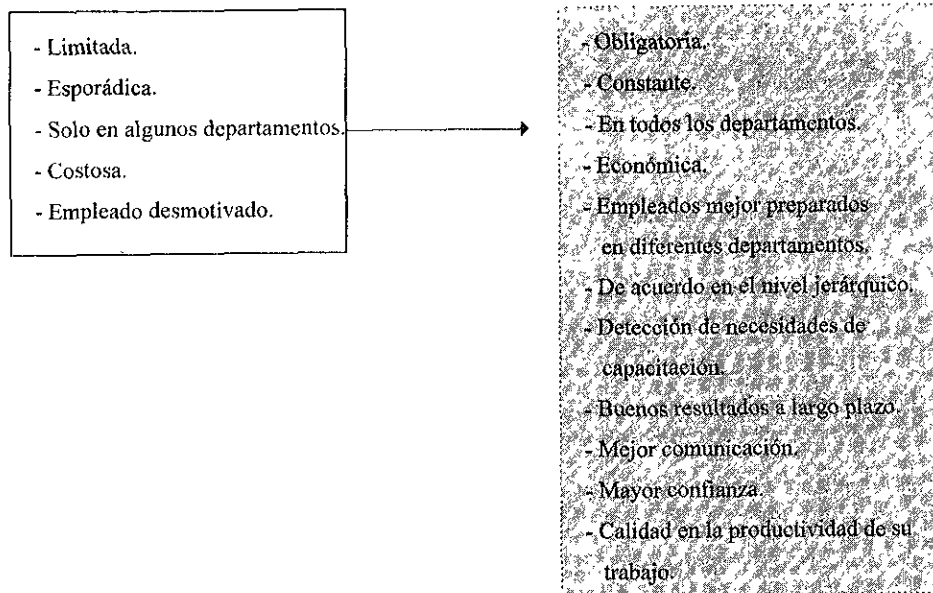 - Limitada.
- Esporádica.
- Solo en algunos departamentos.
- Costosa.
- Empleado desmotivado.
- Obligatoria.
- Constante.
- En todos los departamentos.
- Económica.
- Empleados mejor preparados
en diferentes departamentos.
- De acuerdo en el nivel jerárquico.
- Detección de necesidades de
capacitación.
- Buenos resultados a largo plazo.
- Mejor comunicación.
- Mayor confianza.
- Calidad en la productividad de su
trabajo.